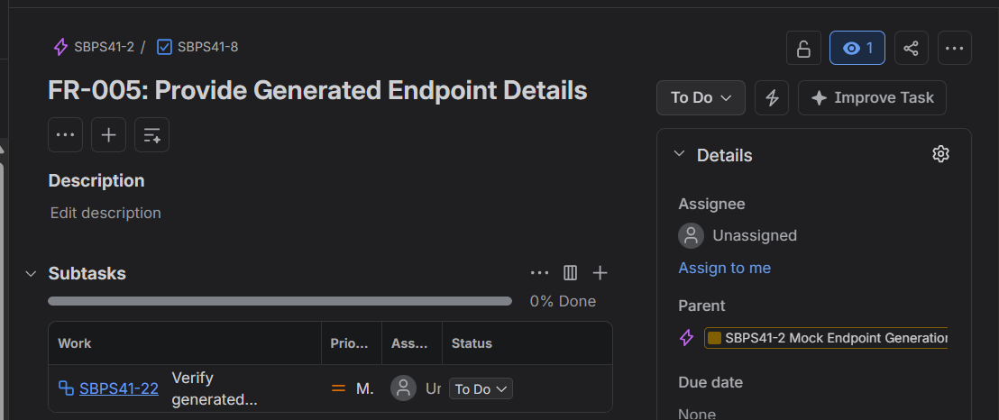 SBPS41-2 / SBPS41-8
1
FR-005: Provide Generated Endpoint Details
To Do
Improve Task
Description
Edit description
Details
Assignee
Unassigned
Assign to me
Subtasks
0% Done
Parent
SBPS41-2 Mock Endpoint Generation
Work Prio... Ass... Status
SBPS41-22 Verify generated... M. Ur To Do
Due date
None